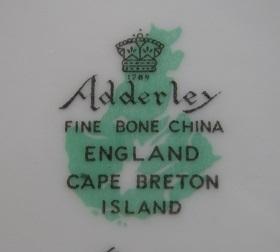 1789
Adderley
FINE BONE CHINA
ENGLAND
CAPE BRETON
ISLAND